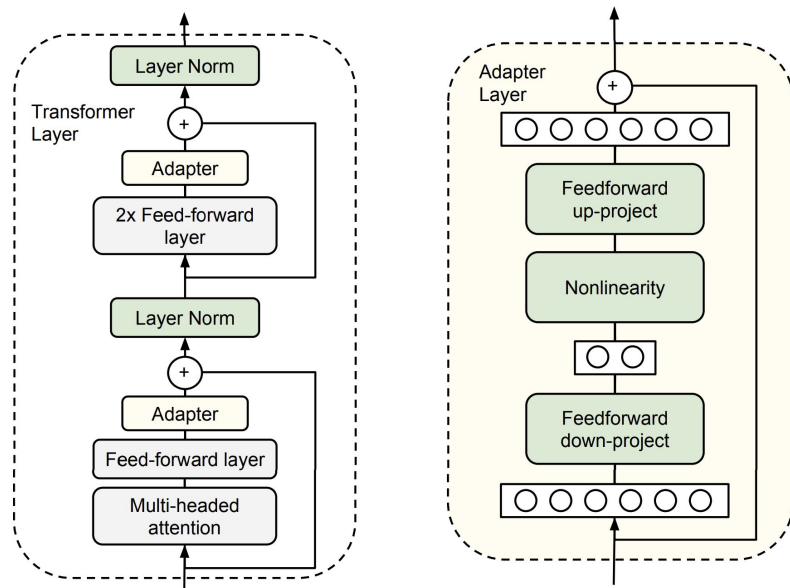 Layer Norm
Transformer
Layer
+
Adapter
2x Feed-forward
layer
Layer Norm
+
Adapter
Feed-forward layer
Multi-headed
attention
Adapter
Layer
+
Feedforward
up-project
Nonlinearity
Feedforward
down-project